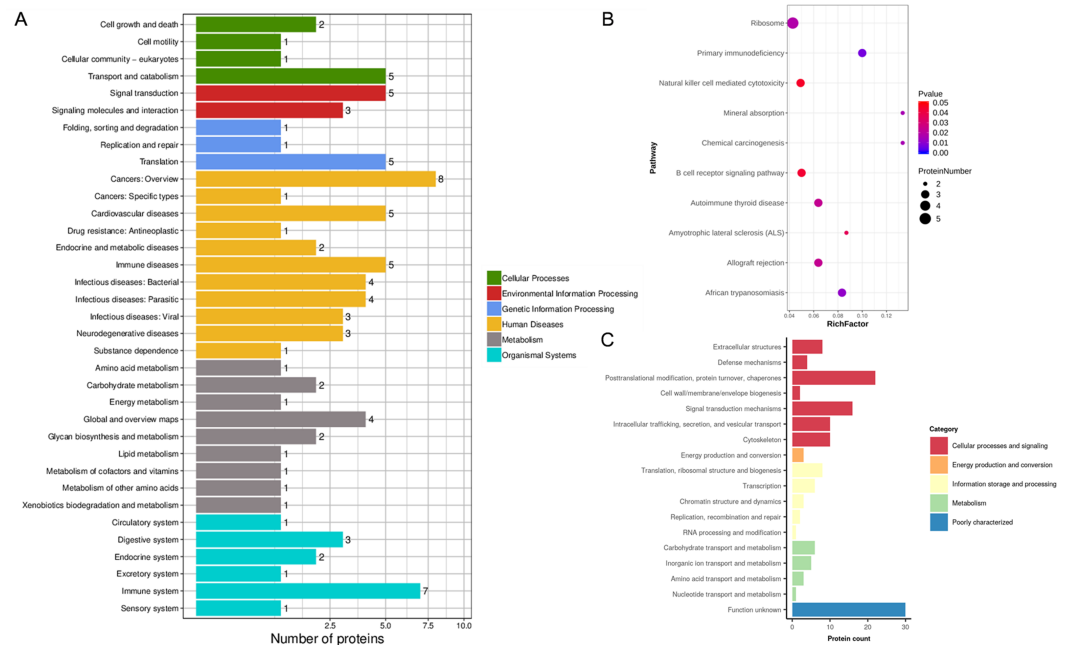 A
Cell growth and death
2
Cell motility
1
Cellular community – eukaryotes
1
Transport and catabolism
5
Signal transduction
5
Signaling molecules and interaction
3
Folding, sorting and degradation
1
Replication and repair
1
Translation
5
Cancers: Overview
8
Cancers: Specific types
1
Cardiovascular diseases
5
Drug resistance: Antineoplastic
1
Endocrine and metabolic diseases
2
Immune diseases
5
Infectious diseases: Bacterial
4
Infectious diseases: Parasitic
4
Infectious diseases: Viral
3
Neurodegenerative diseases
3
Substance dependence
1
Amino acid metabolism
1
Carbohydrate metabolism
2
Energy metabolism
1
Global and overview maps
4
Glycan biosynthesis and metabolism
2
Lipid metabolism
1
Metabolism of cofactors and vitamins
1
Metabolism of other amino acids
1
Xenobiotics biodegradation and metabolism
1
Circulatory system
1
Digestive system
3
Endocrine system
2
Excretory system
1
Immune system
7
Sensory system
1
2.5 5.0 7.5 10.0
Number of proteins
Cellular Processes
Environmental Information Processing
Genetic Information Processing
Human Diseases
Metabolism
Organismal Systems
B
Pathway
Ribosome
Primary immunodeficiency
Natural killer cell mediated cytotoxicity
Mineral absorption
Chemical carcinogenesis
B cell receptor signaling pathway
Autoimmune thyroid disease
Amyotrophic lateral sclerosis (ALS)
Allograft rejection
African trypanosomiasis
0.04 0.06 0.08 0.10 0.12
RichFactor
Pvalue
0.05
0.04
0.03
0.02
0.01
0.00
ProteinNumber
2
3
4
5
C
Extracellular structures
Defense mechanisms
Posttranslational modification, protein turnover, chaperones
Cell wall/membrane/envelope biogenesis
Signal transduction mechanisms
Intracellular trafficking, secretion, and vesicular transport
Cytoskeleton
Energy production and conversion
Translation, ribosomal structure and biogenesis
Transcription
Chromatin structure and dynamics
Replication, recombination and repair
RNA processing and modification
Carbohydrate transport and metabolism
Inorganic ion transport and metabolism
Amino acid transport and metabolism
Nucleotide transport and metabolism
Function unknown
0 10 20 30
Protein count
Category
Cellular processes and signaling
Energy production and conversion
Information storage and processing
Metabolism
Poorly characterized